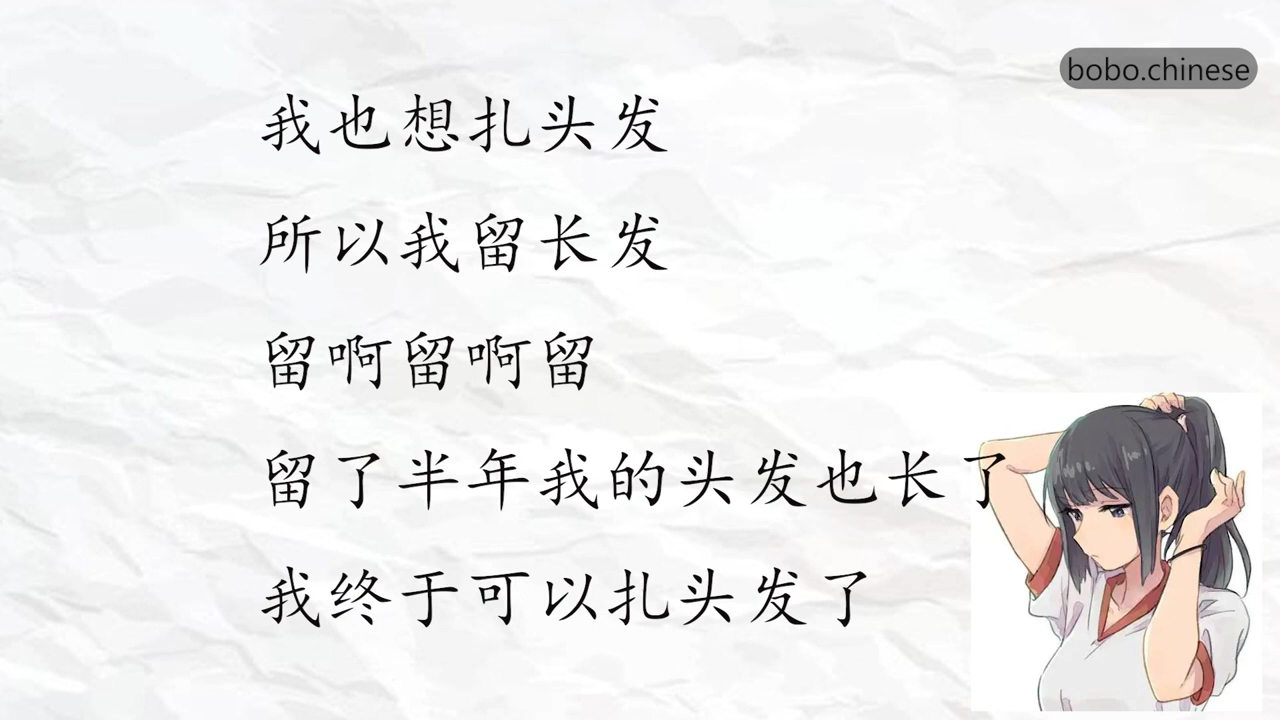 bobo.chinese
我也想扎头发
所以我留长发
留啊留啊留
留了半年我的头发也长了
我终于可以扎头发了